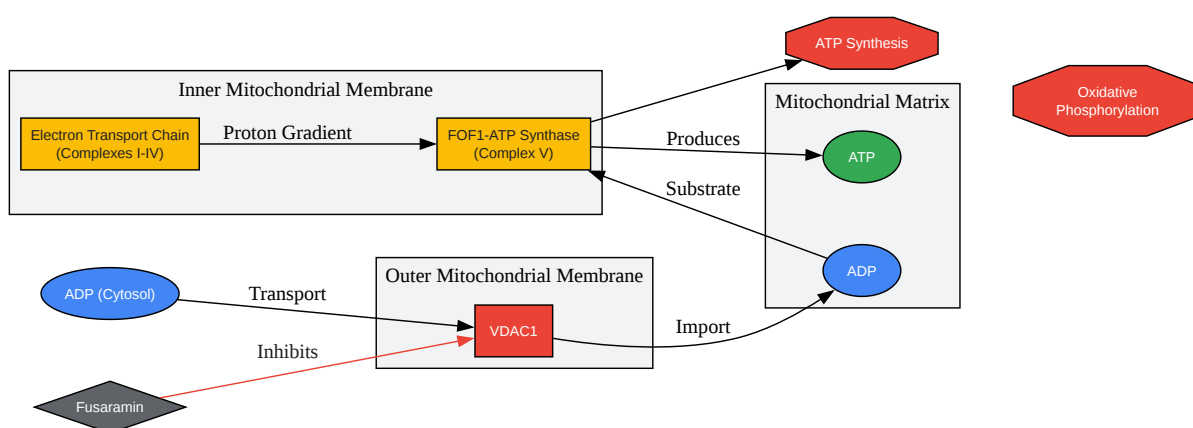 ATP Synthesis
Inner Mitochondrial Membrane
Mitochondrial Matrix
Oxidative
Phosphorylation
Electron Transport Chain
(Complexes I-IV)
Proton Gradient
FOF1-ATP Synthase
(Complex V)
Produces
ATP
Substrate
ADP
ADP (Cytosol)
Transport
Outer Mitochondrial Membrane
VDAC1
Import
Inhibits
Fusaramin